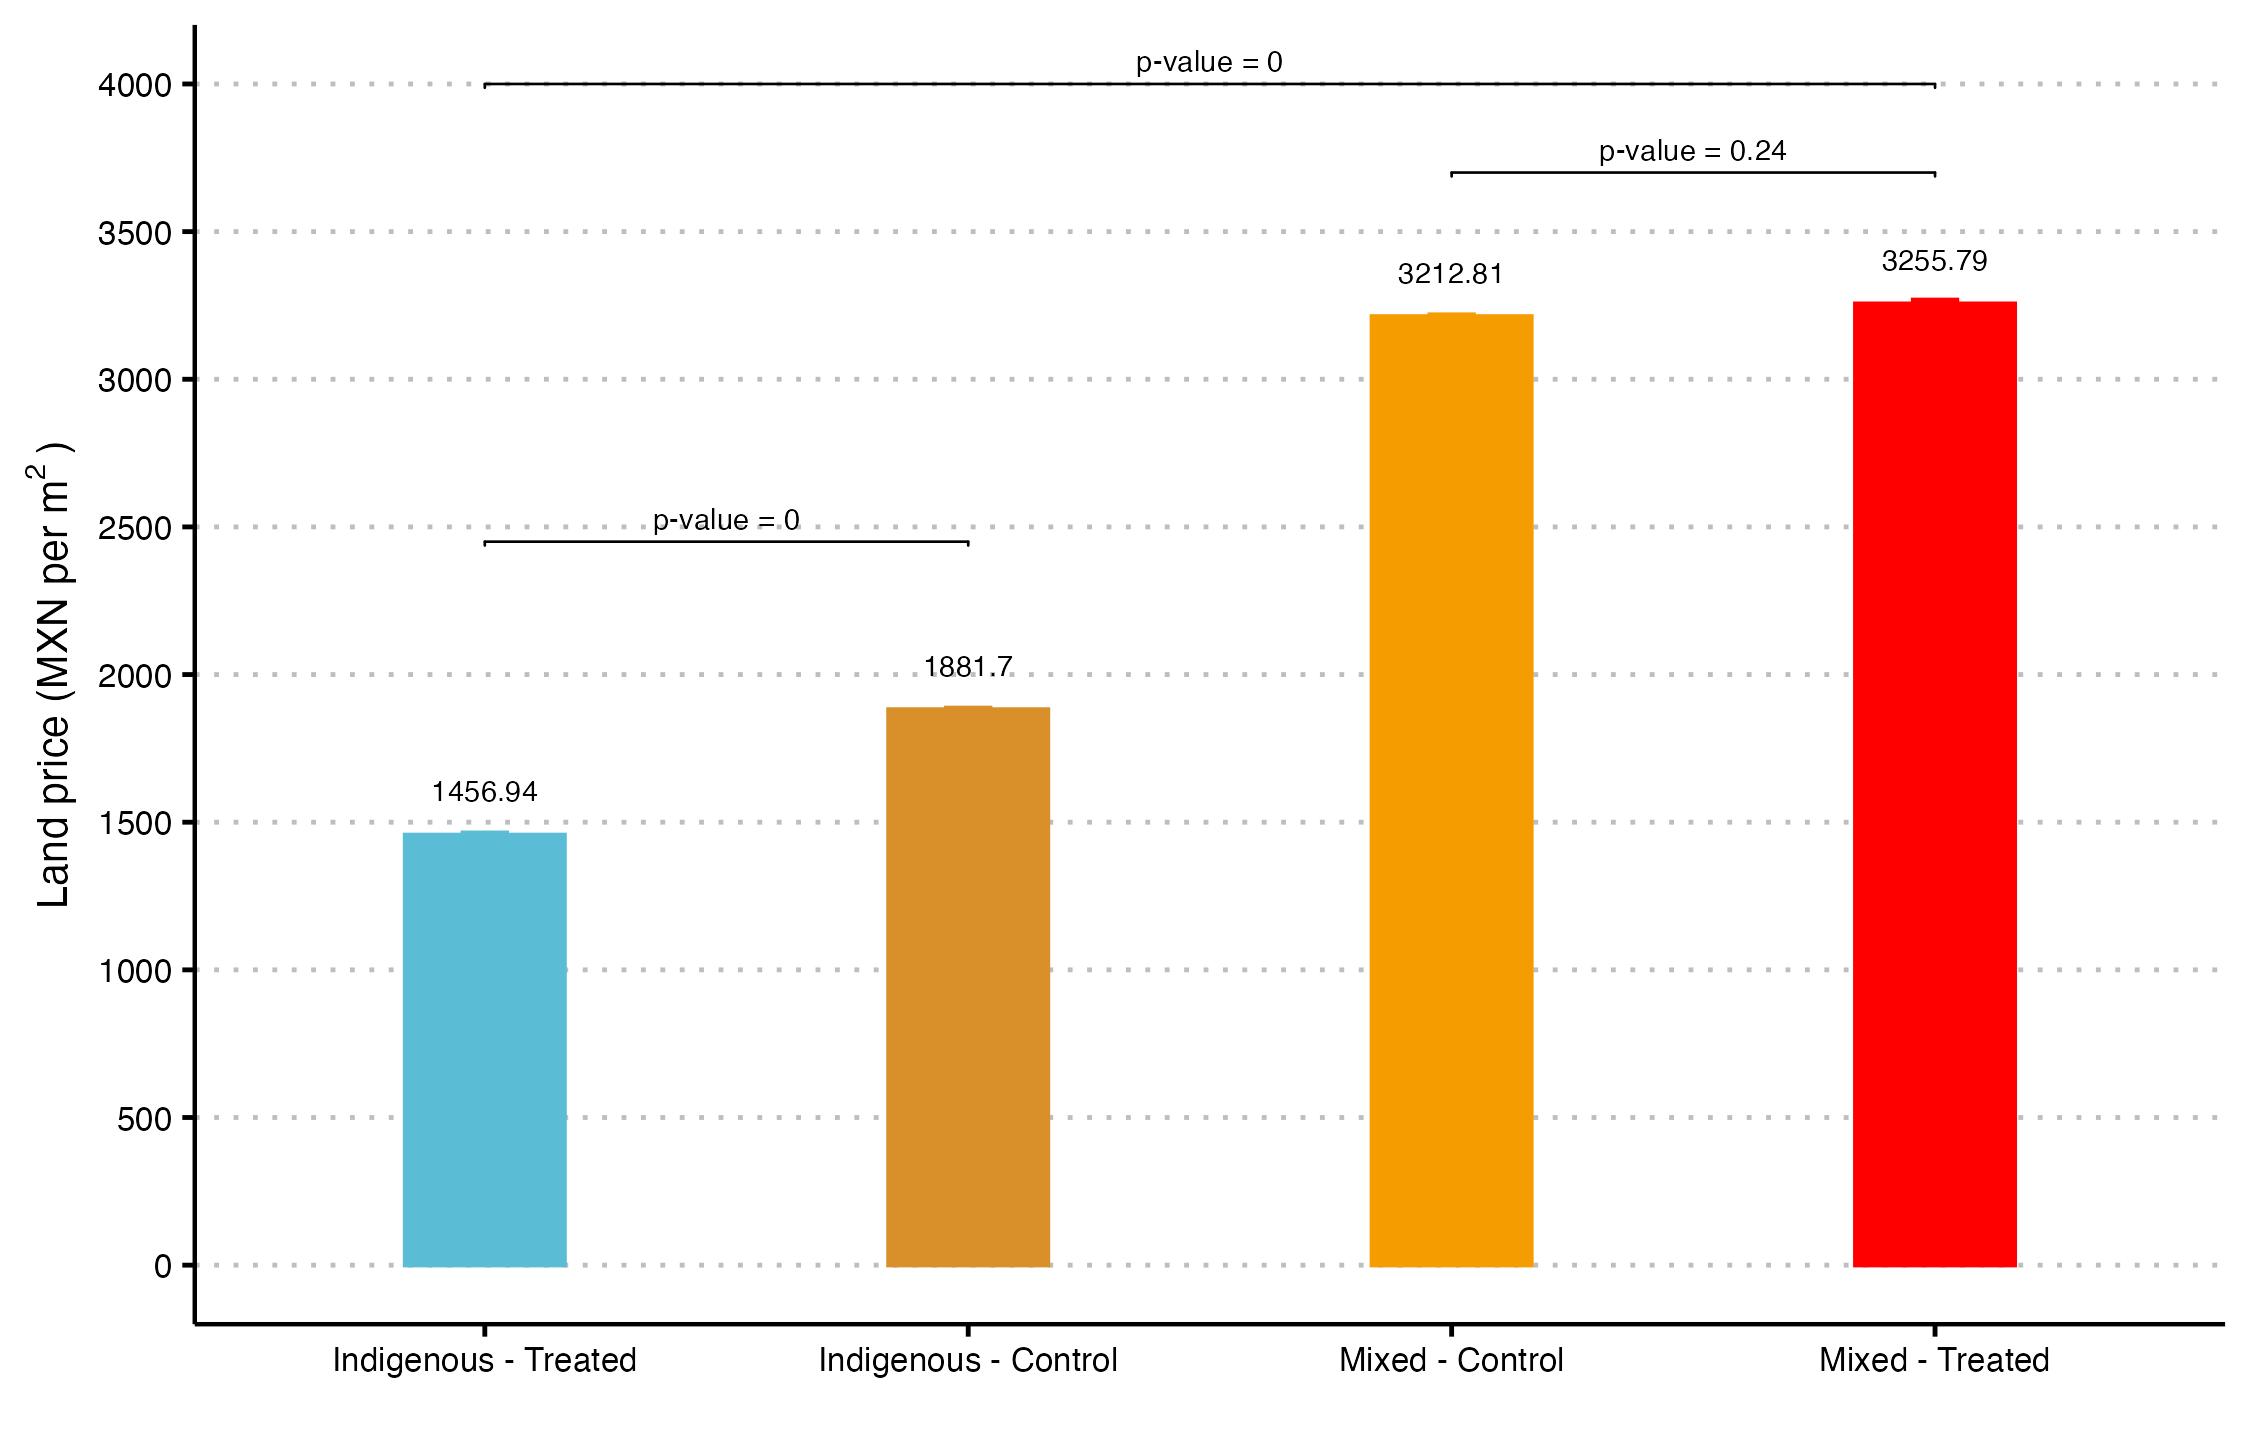 p-value = 0
4000
p-value = 0.24
3500
3255.79
3212.81
3000
p-value = 0
2500
1881.7
2000
1456.94
1500
1000
500
0
Land price (MXN per m²)
Indigenous - Treated
Indigenous - Control
Mixed - Control
Mixed - Treated